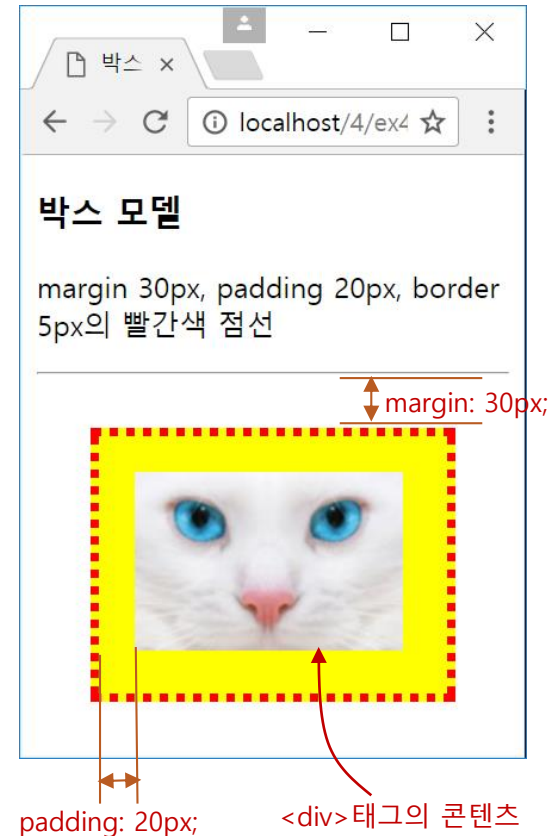 박스
localhost/4/ex4
박스 모델
margin 30px, padding 20px, border
5px의 빨간색 점선
margin: 30px;
padding: 20px;
<div>태그의 콘텐츠